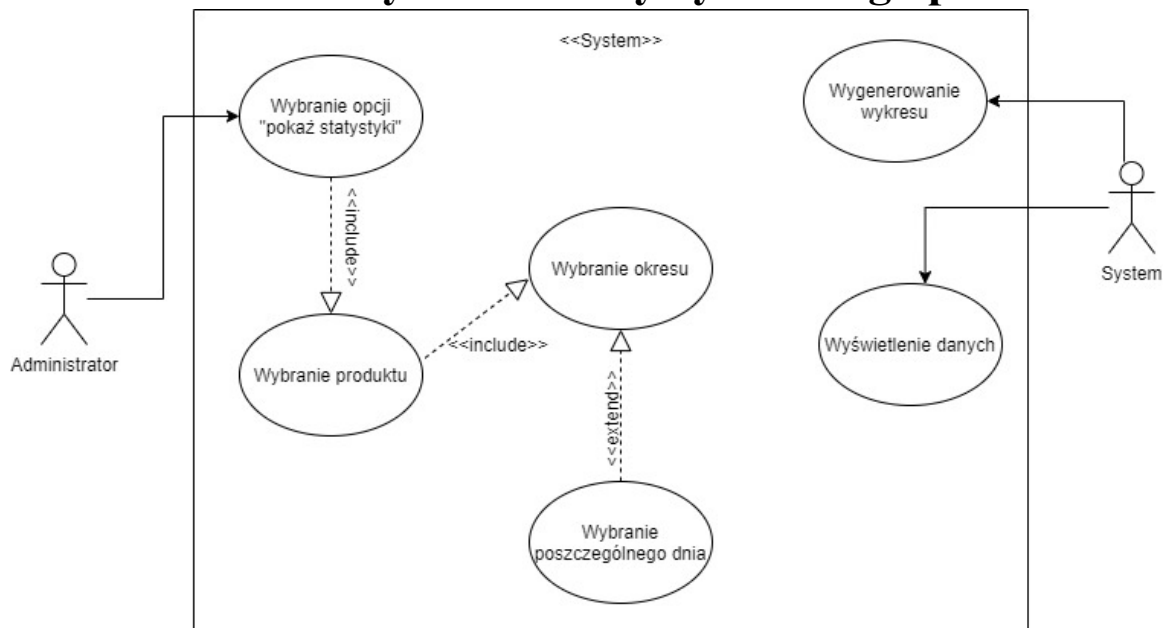 <<System>>
Wybranie opcji
"pokaż statystyki"
Wygenerowanie
wykresu
<<include>>
Wybranie okresu
System
Administrator
Wybranie produktu
<<include>>
Wyświetlenie danych
<<extend>>
Wybranie
poszczególnego dnia